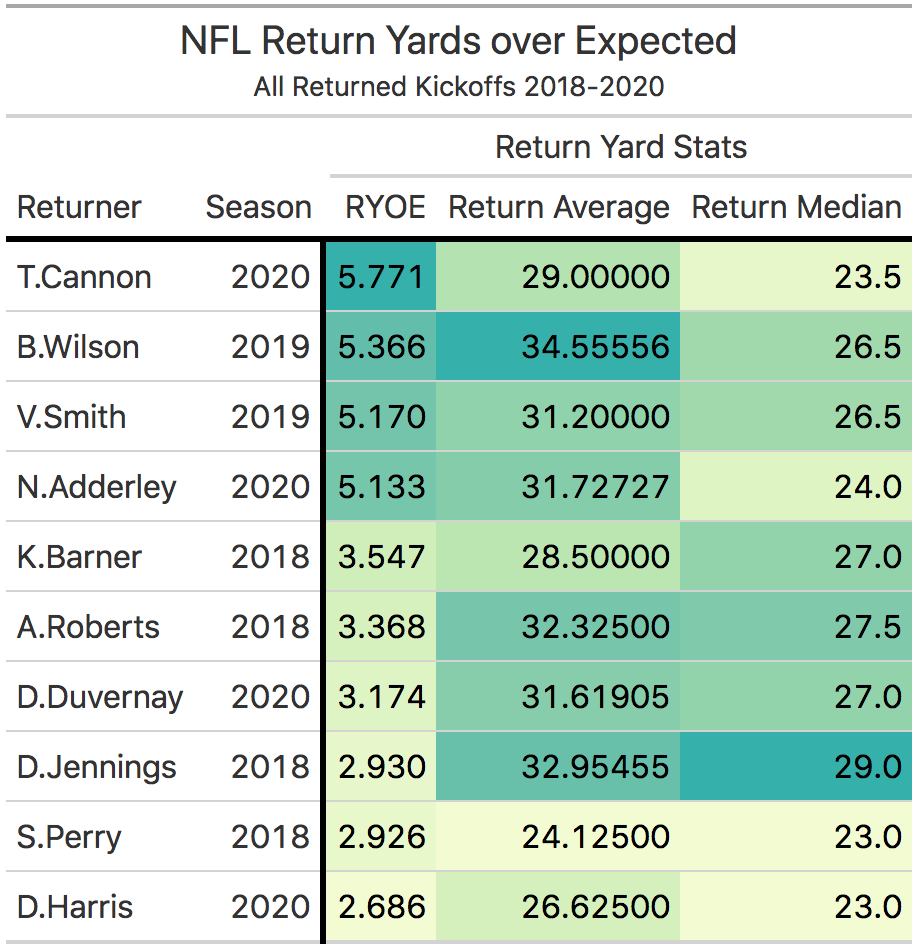 NFL Return Yards over Expected
All Returned Kickoffs 2018-2020
Return Yard Stats
Returner Season RYOE Return Average Return Median
T.Cannon 2020 5.771 29.00000 23.5
B.Wilson 2019 5.366 34.55556 26.5
V.Smith 2019 5.170 31.20000 26.5
N.Adderley 2020 5.133 31.72727 24.0
K.Barner 2018 3.547 28.50000 27.0
A.Roberts 2018 3.368 32.32500 27.5
D.Duvernay 2020 3.174 31.61905 27.0
D.Jennings 2018 2.930 32.95455 29.0
S.Perry 2018 2.926 24.12500 23.0
D.Harris 2020 2.686 26.62500 23.0